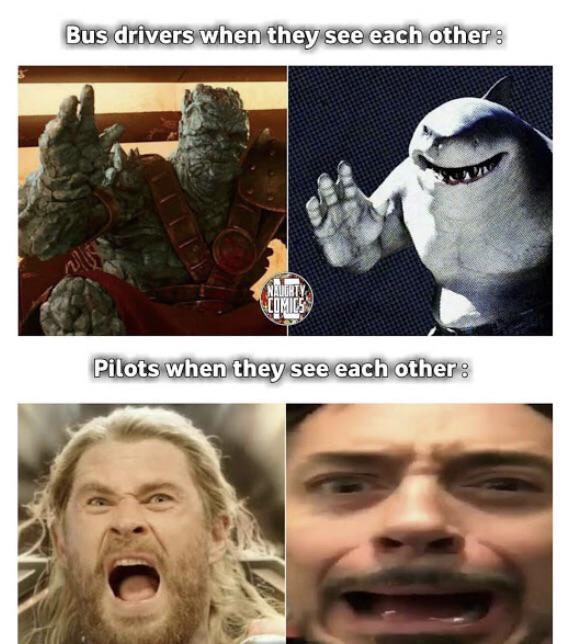 Bus drivers when they see each other :
NAUGHTY
COMICS
Pilots when they see each other :